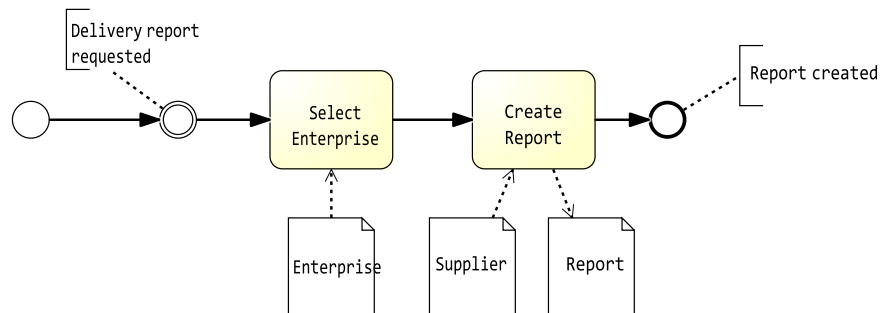 Delivery report
requested
Select
Enterprise
Create
Report
Report created
Enterprise
Supplier
Report